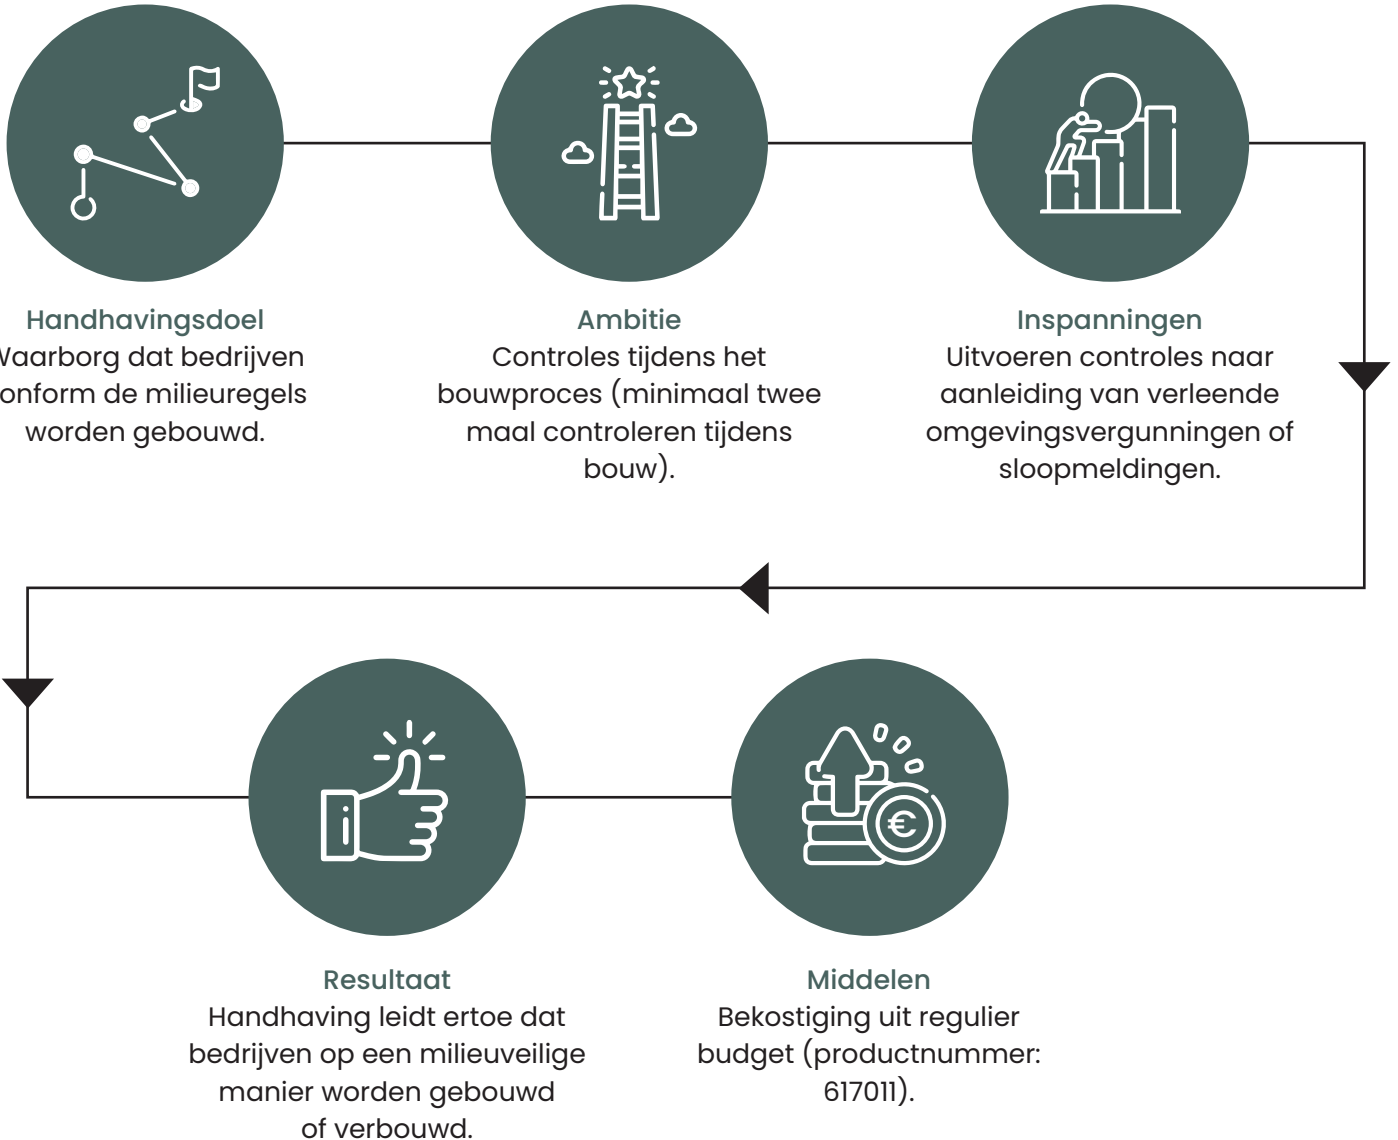 Handhavingsdoel
Waarborg dat bedrijven
conform de milieuregels
worden gebouwd.
Ambitie
Controles tijdens het
bouwproces (minimaal twee
maal controleren tijdens
bouw).
Inspanningen
Uitvoeren controles naar
aanleiding van verleende
omgevingsvergunningen of
sloopmeldingen.
Resultaat
Handhaving leidt ertoe dat
bedrijven op een milieuveilige
manier worden gebouwd
of verbouwd.
Middelen
Bekostiging uit regulier
budget (productnummer:
617011).